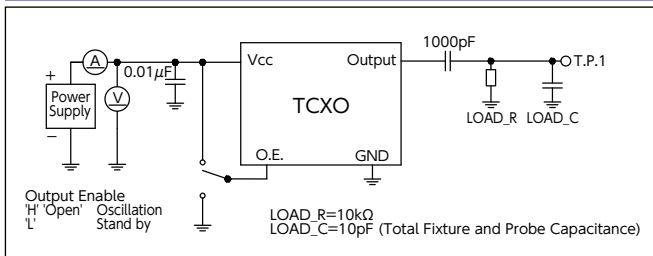 1000pF
A
Vcc
Output
T.P.1
0.01μF
+
Power
Supply
V
TCXO
LOAD_R
LOAD_C
−
O.E.
GND
Output Enable
'H' 'Open' Oscillation
'L' Stand by
LOAD_R=10kΩ
LOAD_C=10pF (Total Fixture and Probe Capacitance)